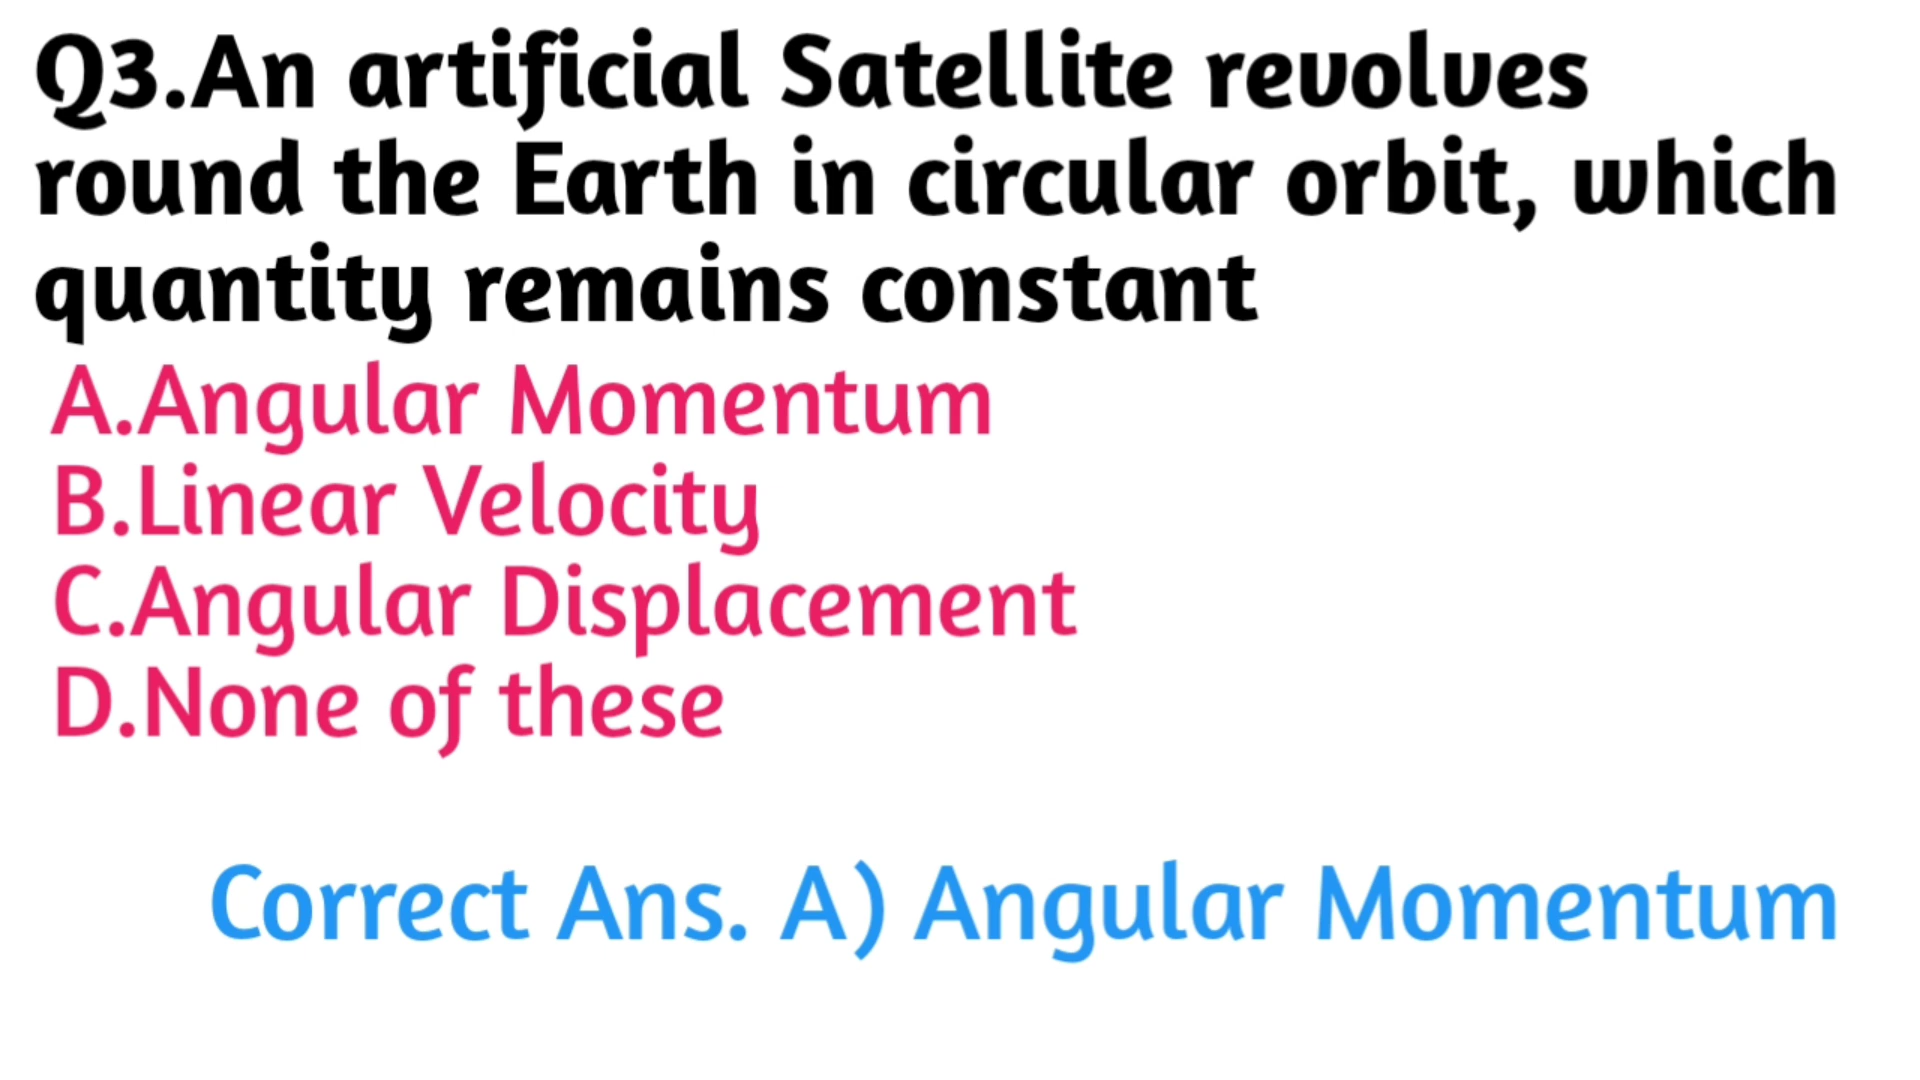 Q3.An artificial Satellite revolves
round the Earth in circular orbit, which
quantity remains constant
A.Angular Momentum
B.Linear Velocity
C.Angular Displacement
D.None of these
Correct Ans. A) Angular Momentum